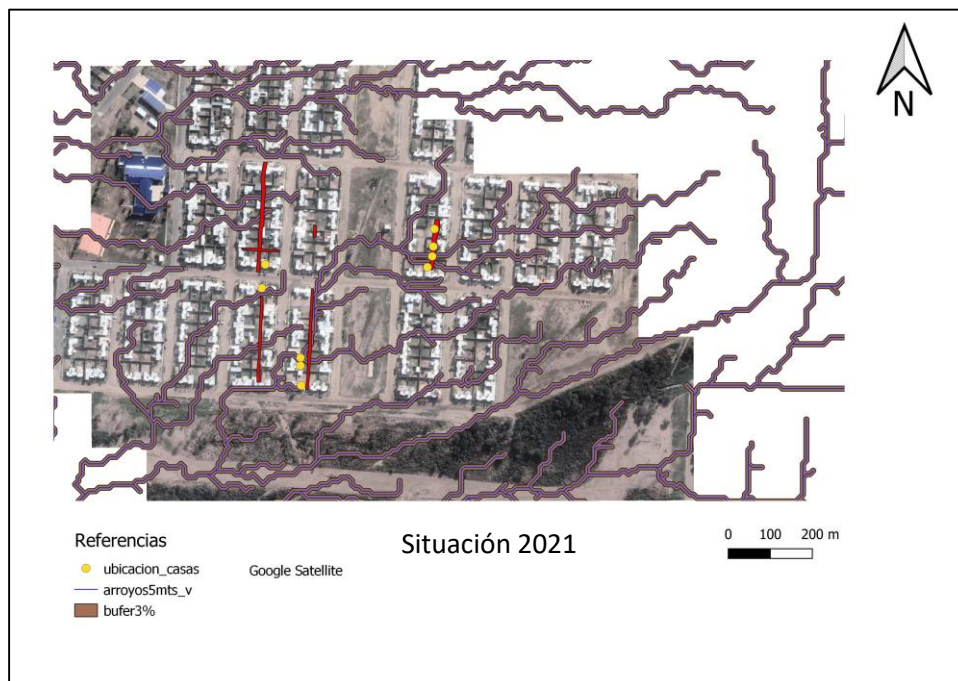 N
Situación 2021
0 100 200 m
Referencias
ubicacion_casas
Google Satellite
arroyos5mts_v
bufer3%